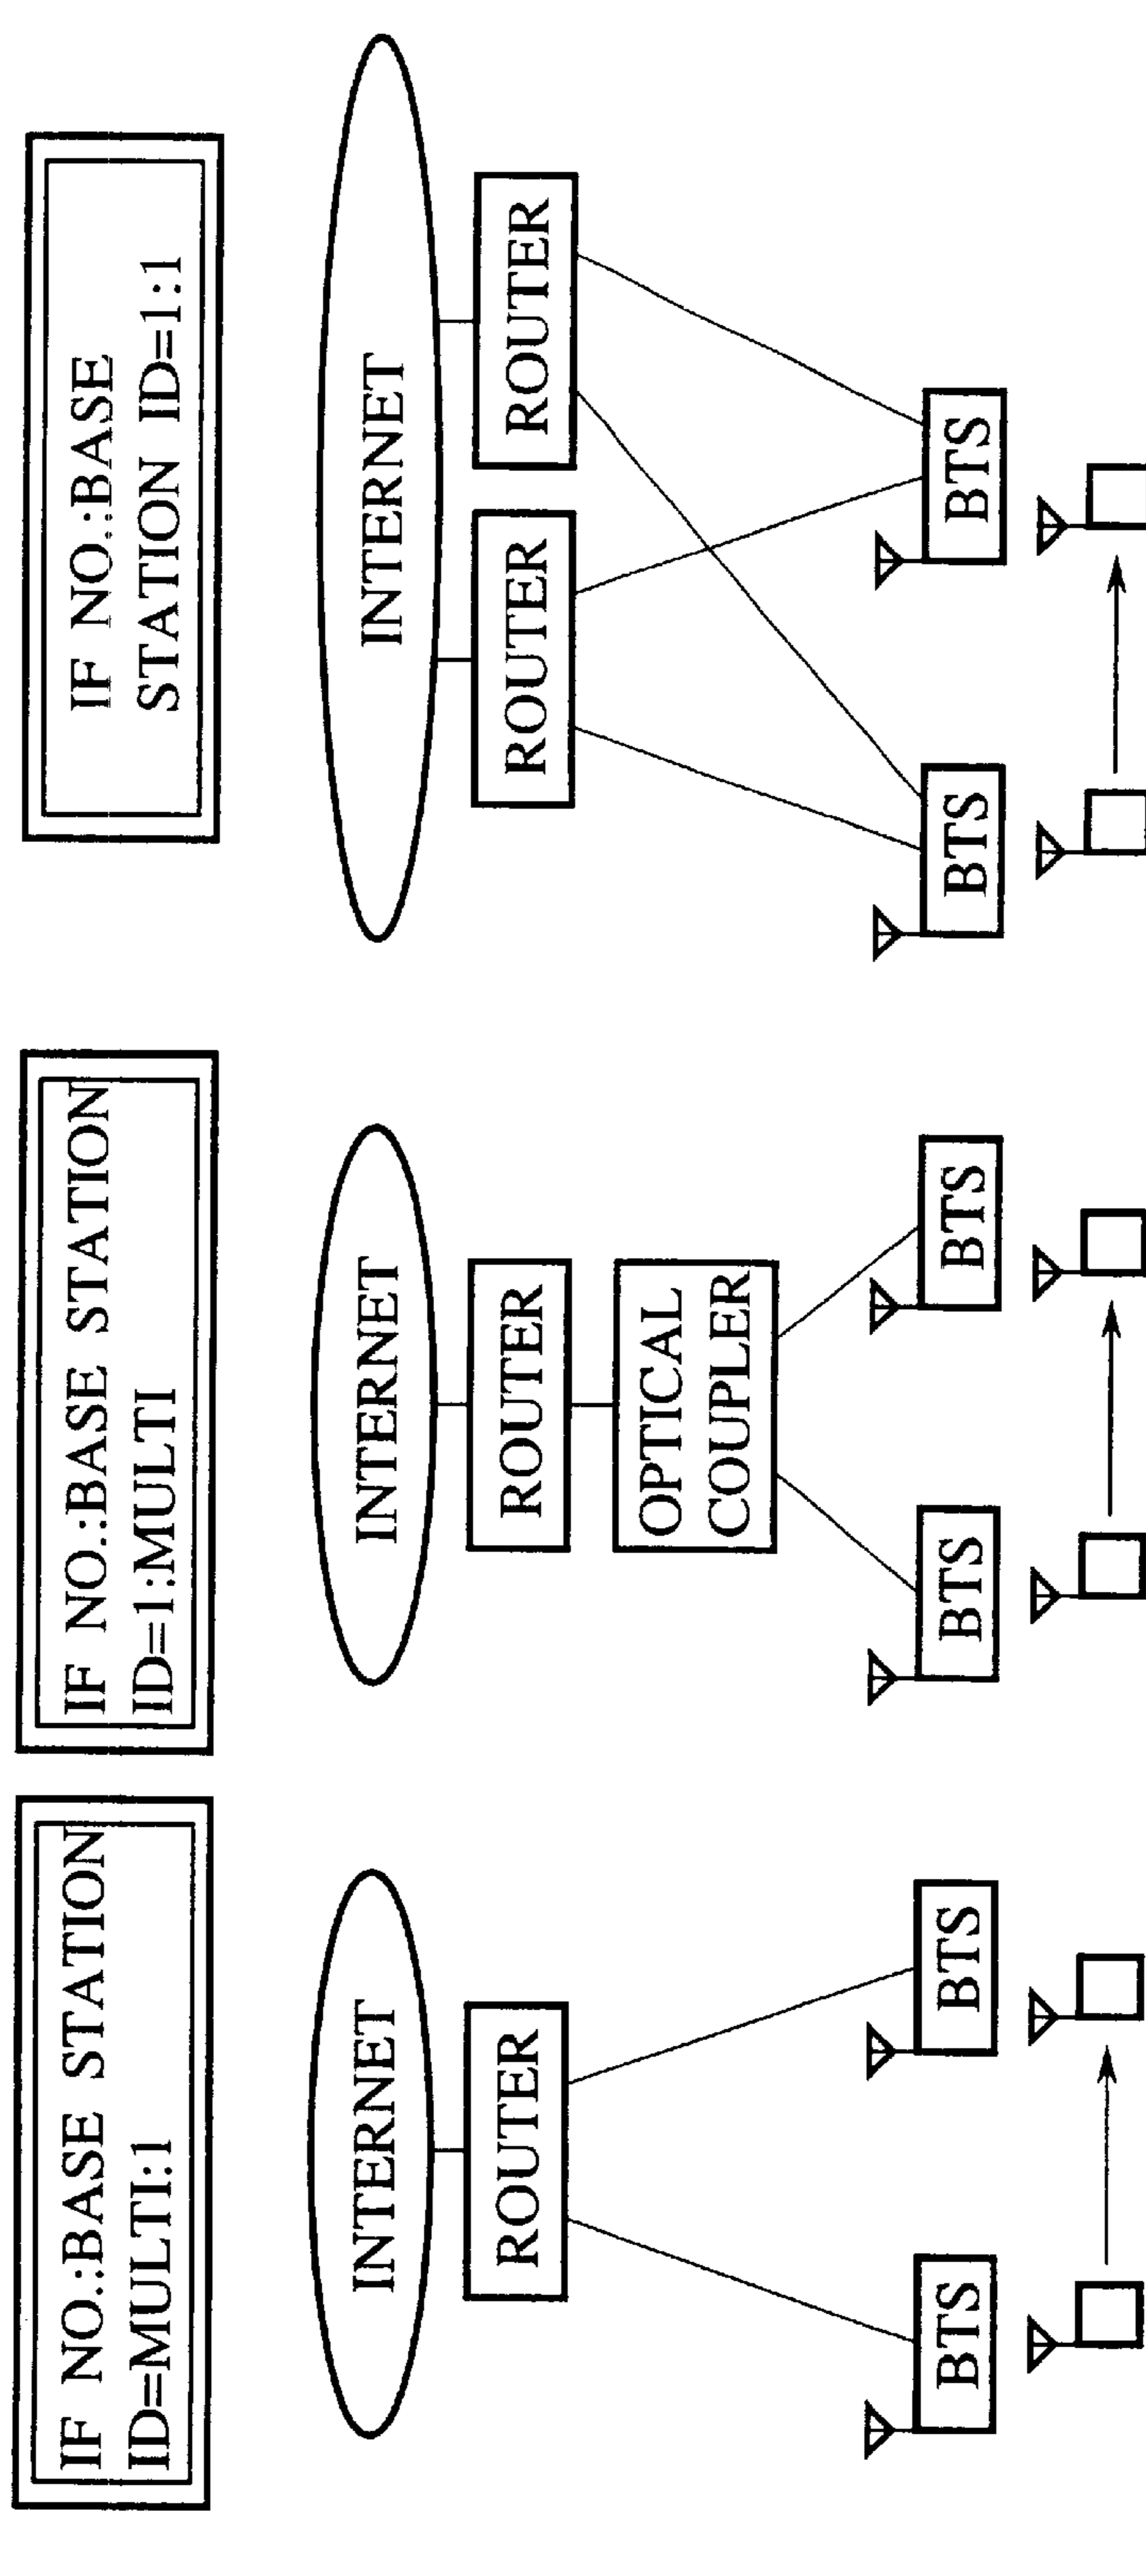 IF NO.:BASE STATION
ID=MULTI:1
INTERNET
ROUTER
BTS
BTS
IF NO.:BASE STATION
ID=1:MULTI
INTERNET
ROUTER
OPTICAL
COUPLER
BTS
BTS
IF NO.:BASE
STATION ID=1:1
INTERNET
ROUTER
ROUTER
BTS
BTS